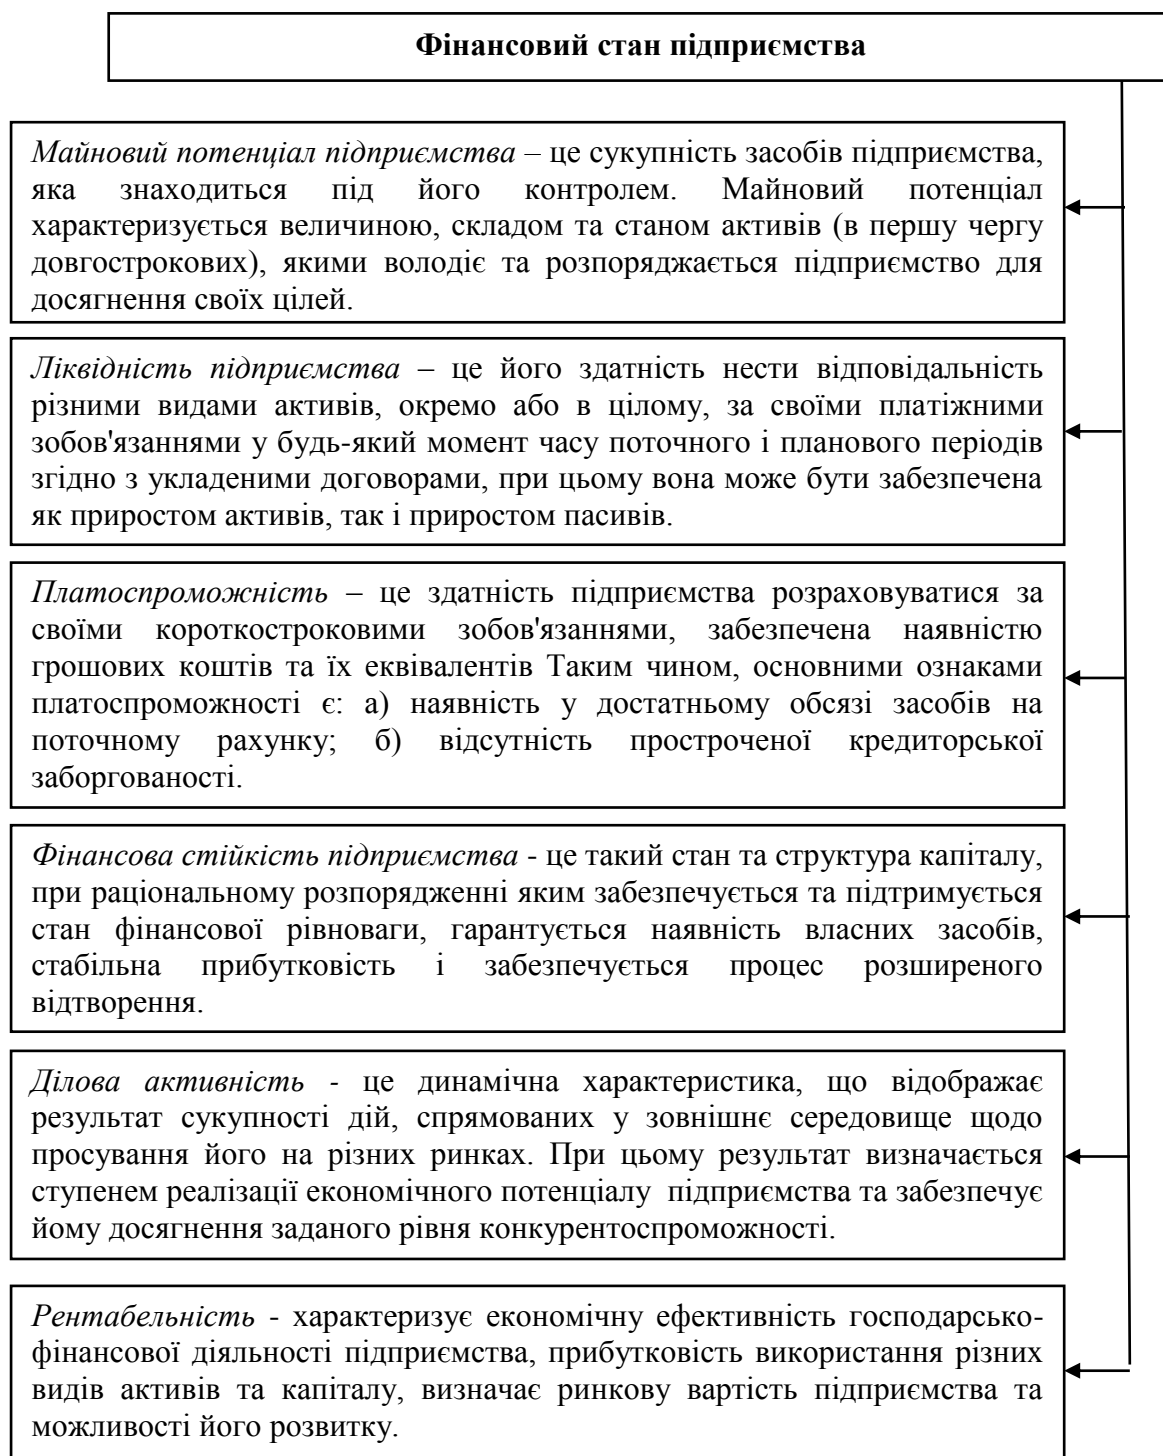 Фінансовий стан підприємства
Майновий потенціал підприємства – це сукупність засобів підприємства,
яка знаходиться під його контролем. Майновий потенціал
характеризується величиною, складом та станом активів (в першу чергу
довгострокових), якими володіє та розпоряджається підприємство для
досягнення своїх цілей.
Ліквідність підприємства – це його здатність нести відповідальність
різними видами активів, окремо або в цілому, за своїми платіжними
зобов'язаннями у будь-який момент часу поточного і планового періодів
згідно з укладеними договорами, при цьому вона може бути забезпечена
як приростом активів, так і приростом пасивів.
Платоспроможність – це здатність підприємства розраховуватися за
своїми короткостроковими зобов'язаннями, забезпечена наявністю
грошових коштів та їх еквівалентів Таким чином, основними ознаками
платоспроможності є: а) наявність у достатньому обсязі засобів на
поточному рахунку; б) відсутність простроченої кредиторської
заборгованості.
Фінансова стійкість підприємства - це такий стан та структура капіталу,
при раціональному розпорядженні яким забезпечується та підтримується
стан фінансової рівноваги, гарантується наявність власних засобів,
стабільна прибутковість і забезпечується процес розширеного
відтворення.
Ділова активність - це динамічна характеристика, що відображає
результат сукупності дій, спрямованих у зовнішнє середовище щодо
просування його на різних ринках. При цьому результат визначається
ступенем реалізації економічного потенціалу підприємства та забезпечує
йому досягнення заданого рівня конкурентоспроможності.
Рентабельність - характеризує економічну ефективність господарсько-
фінансової діяльності підприємства, прибутковість використання різних
видів активів та капіталу, визначає ринкову вартість підприємства та
можливості його розвитку.